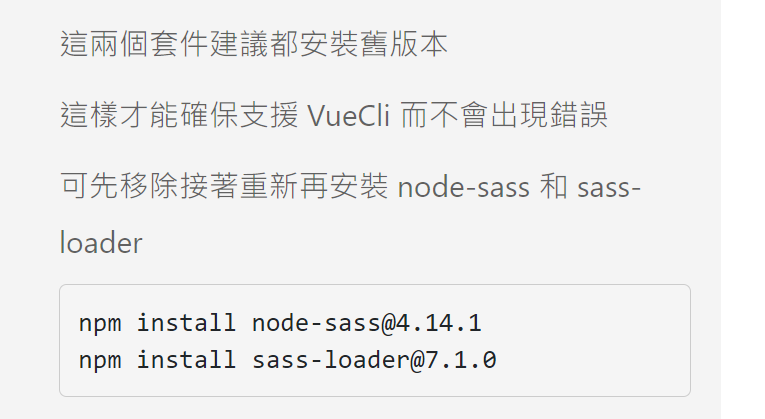 這兩個套件建議都安裝舊版本
這樣才能確保支援 VueCli 而不會出現錯誤
可先移除接著重新再安裝 node-sass 和 sass-
loader
npm install node-sass@4.14.1
npm install sass-loader@7.1.0